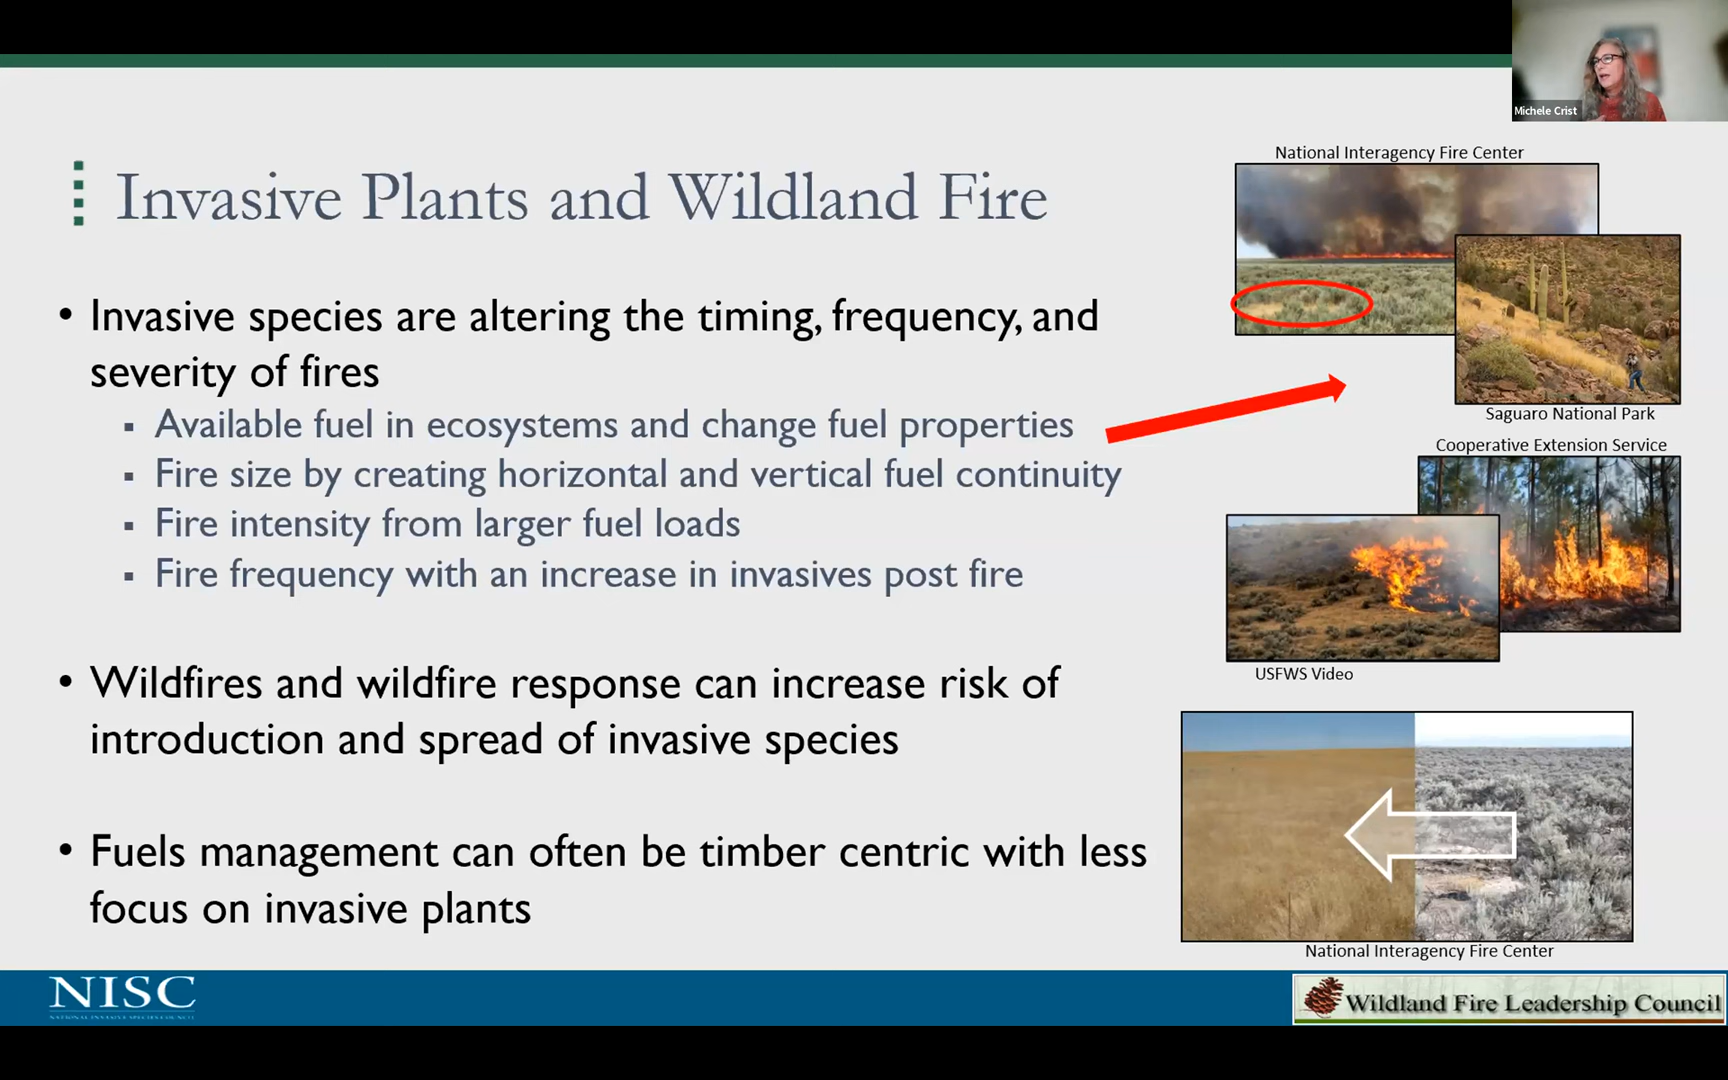 Michele Crist
National Interagency Fire Center
Invasive Plants and Wildland Fire
• Invasive species are altering the timing, frequency, and
severity of fires
▪ Available fuel in ecosystems and change fuel properties
▪ Fire size by creating horizontal and vertical fuel continuity
▪ Fire intensity from larger fuel loads
▪ Fire frequency with an increase in invasives post fire
• Wildfires and wildfire response can increase risk of
introduction and spread of invasive species
• Fuels management can often be timber centric with less
focus on invasive plants
Saguaro National Park
Cooperative Extension Service
USFWS Video
National Interagency Fire Center
NISC
NATIONAL INVASIVE SPECIES COUNCIL
Wildland Fire Leadership Council